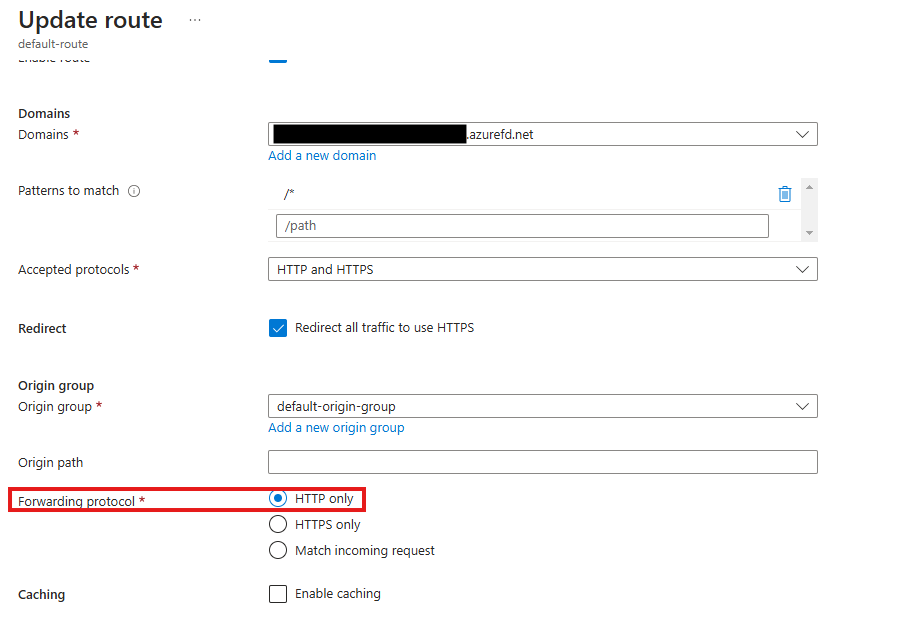 Update route ...
default-route
Enable route
Domains
Domains *
.azurefd.net
Add a new domain
Patterns to match
/*
/path
Accepted protocols *
HTTP and HTTPS
Redirect
Redirect all traffic to use HTTPS
Origin group
Origin group *
default-origin-group
Add a new origin group
Origin path
Forwarding protocol *
HTTP only
HTTPS only
Match incoming request
Caching
Enable caching